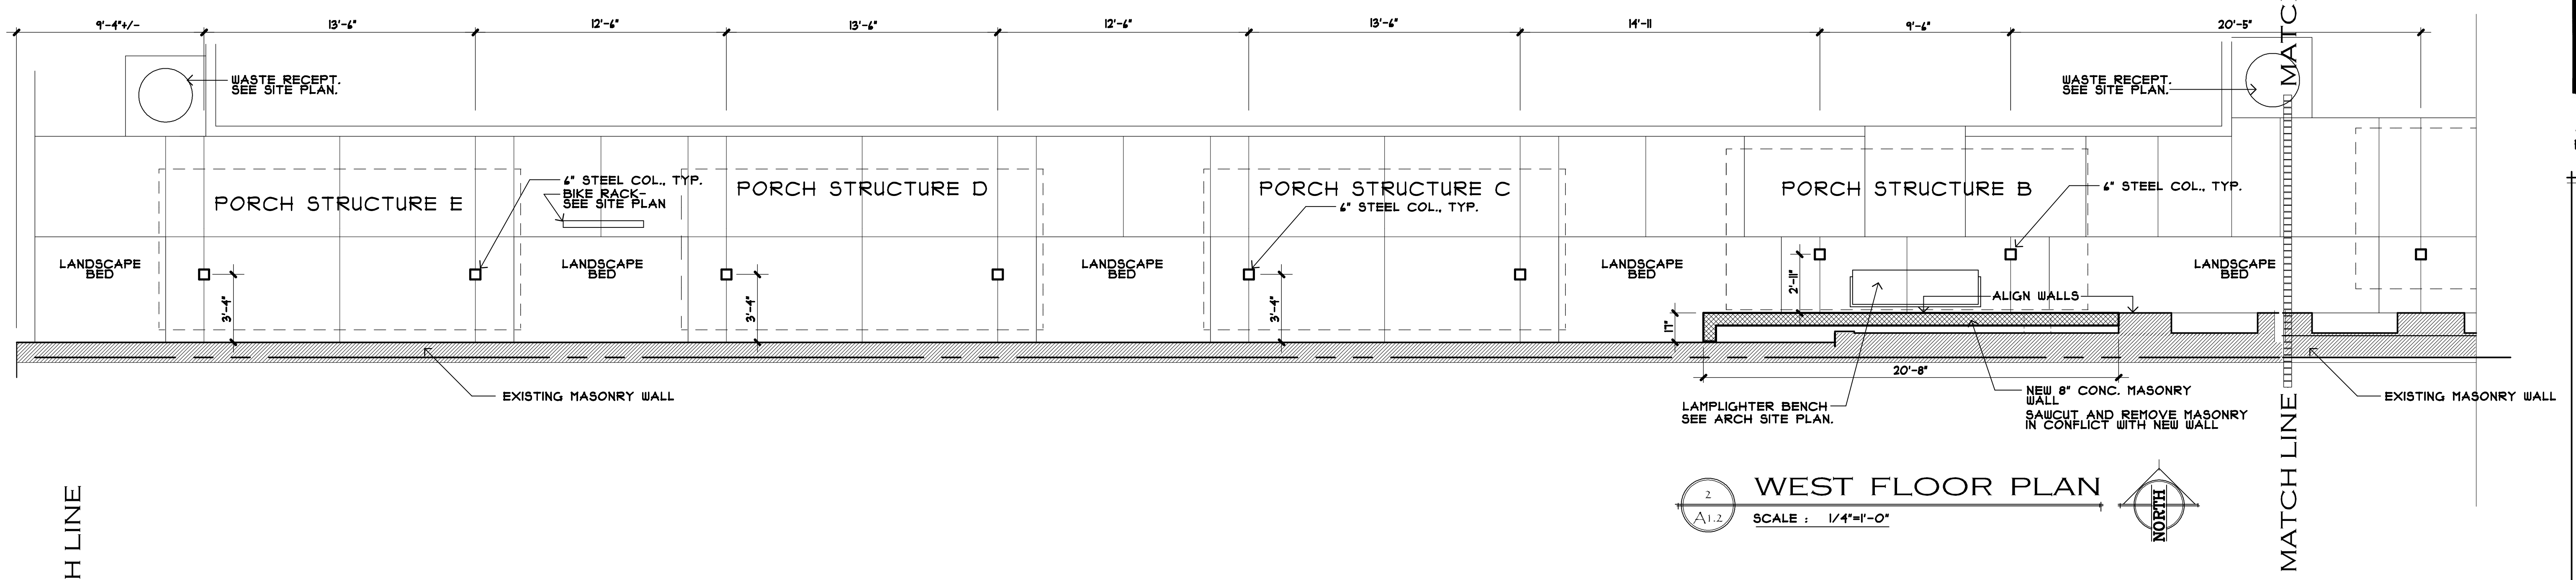 9'-4"+/-
13'-6"
12'-6"
13'-6"
12'-6"
13'-6"
14'-11
9'-6"
20'-5"
MATC
WASTE RECEPT.
SEE SITE PLAN.
WASTE RECEPT.
SEE SITE PLAN.
PORCH STRUCTURE E
6" STEEL COL., TYP.
BIKE RACK-
SEE SITE PLAN
PORCH STRUCTURE D
PORCH STRUCTURE C
6" STEEL COL., TYP.
PORCH STRUCTURE B
6" STEEL COL., TYP.
LANDSCAPE
BED
LANDSCAPE
BED
LANDSCAPE
BED
LANDSCAPE
BED
LANDSCAPE
BED
3'-4"
3'-4"
3'-4"
2'-11"
17"
ALIGN WALLS
20'-8"
EXISTING MASONRY WALL
LAMPLIGHTER BENCH
SEE ARCH SITE PLAN.
NEW 8" CONC. MASONRY
WALL
SAWCUT AND REMOVE MASONRY
IN CONFLICT WITH NEW WALL
EXISTING MASONRY WALL
H LINE
2
A1.2
WEST FLOOR PLAN
SCALE : 1/4"=1'-0"
NORTH
MATCH LINE